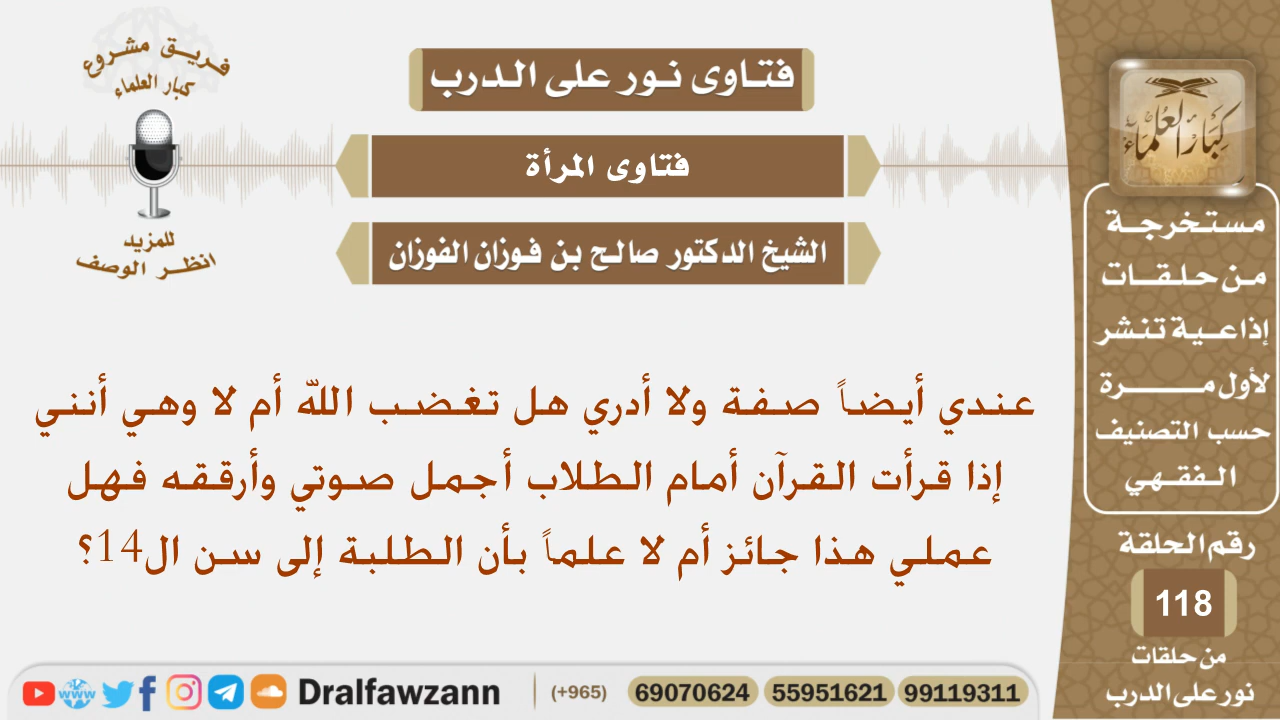 فريق مشروع
كبار العلماء
للمزيد
انظر الوصف
فتاوى نور على الدرب
فتاوى المرأة
الشيخ الدكتور صالح بن فوزان الفوزان
عندي أيضاً صفة ولا أدري هل تغضب الله أم لا وهي أنني
إذا قرأت القرآن أمام الطلاب أجمل صوتي وأرققه فهل
عملي هذا جائز أم لا علماً بأن الطلبة إلى سن ال14؟
كبار العلماء
مستخرجة
من حلقات
إذاعية تنشر
لأول مرة
حسب التصنيف
الفقهي
رقم الحلقة
118
من حلقات
نور على الدرب
www Dralfawzann (+965) 69070624 55951621 99119311